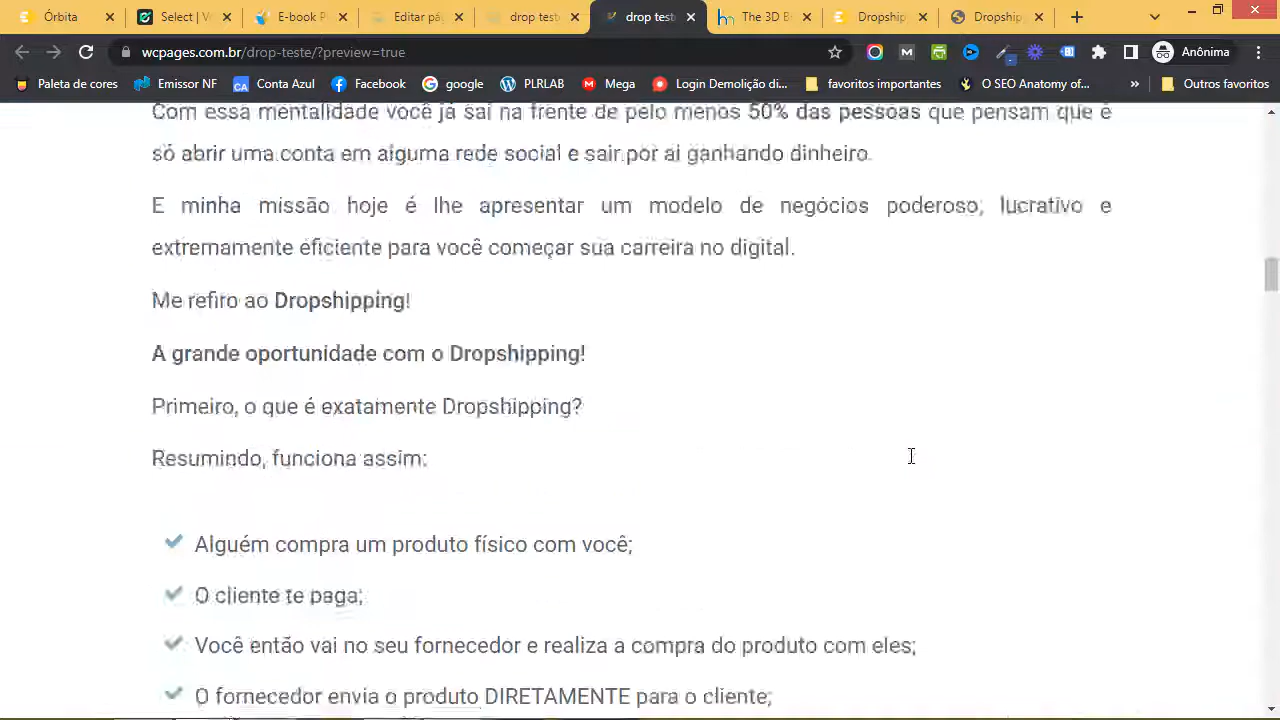 Órbita
Select | V
E-book P
Editar pá
drop test
drop test
The 3D B
Dropship
Dropship
wcpages.com.br/drop-teste/?preview=true
Anônima
Paleta de cores
Emissor NF
Conta Azul
Facebook
google
PLRLAB
Mega
Login Demolição di...
favoritos importantes
O SEO Anatomy of...
»
Outros favoritos
Com essa mentalidade você já sai na frente de pelo menos 50% das pessoas que pensam que é
só abrir uma conta em alguma rede social e sair por ai ganhando dinheiro.
E minha missão hoje é lhe apresentar um modelo de negócios poderoso, lucrativo e
extremamente eficiente para você começar sua carreira no digital.
Me refiro ao Dropshipping!
A grande oportunidade com o Dropshipping!
Primeiro, o que é exatamente Dropshipping?
Resumindo, funciona assim:
Alguém compra um produto físico com você;
O cliente te paga;
Você então vai no seu fornecedor e realiza a compra do produto com eles;
O fornecedor envia o produto DIRETAMENTE para o cliente;